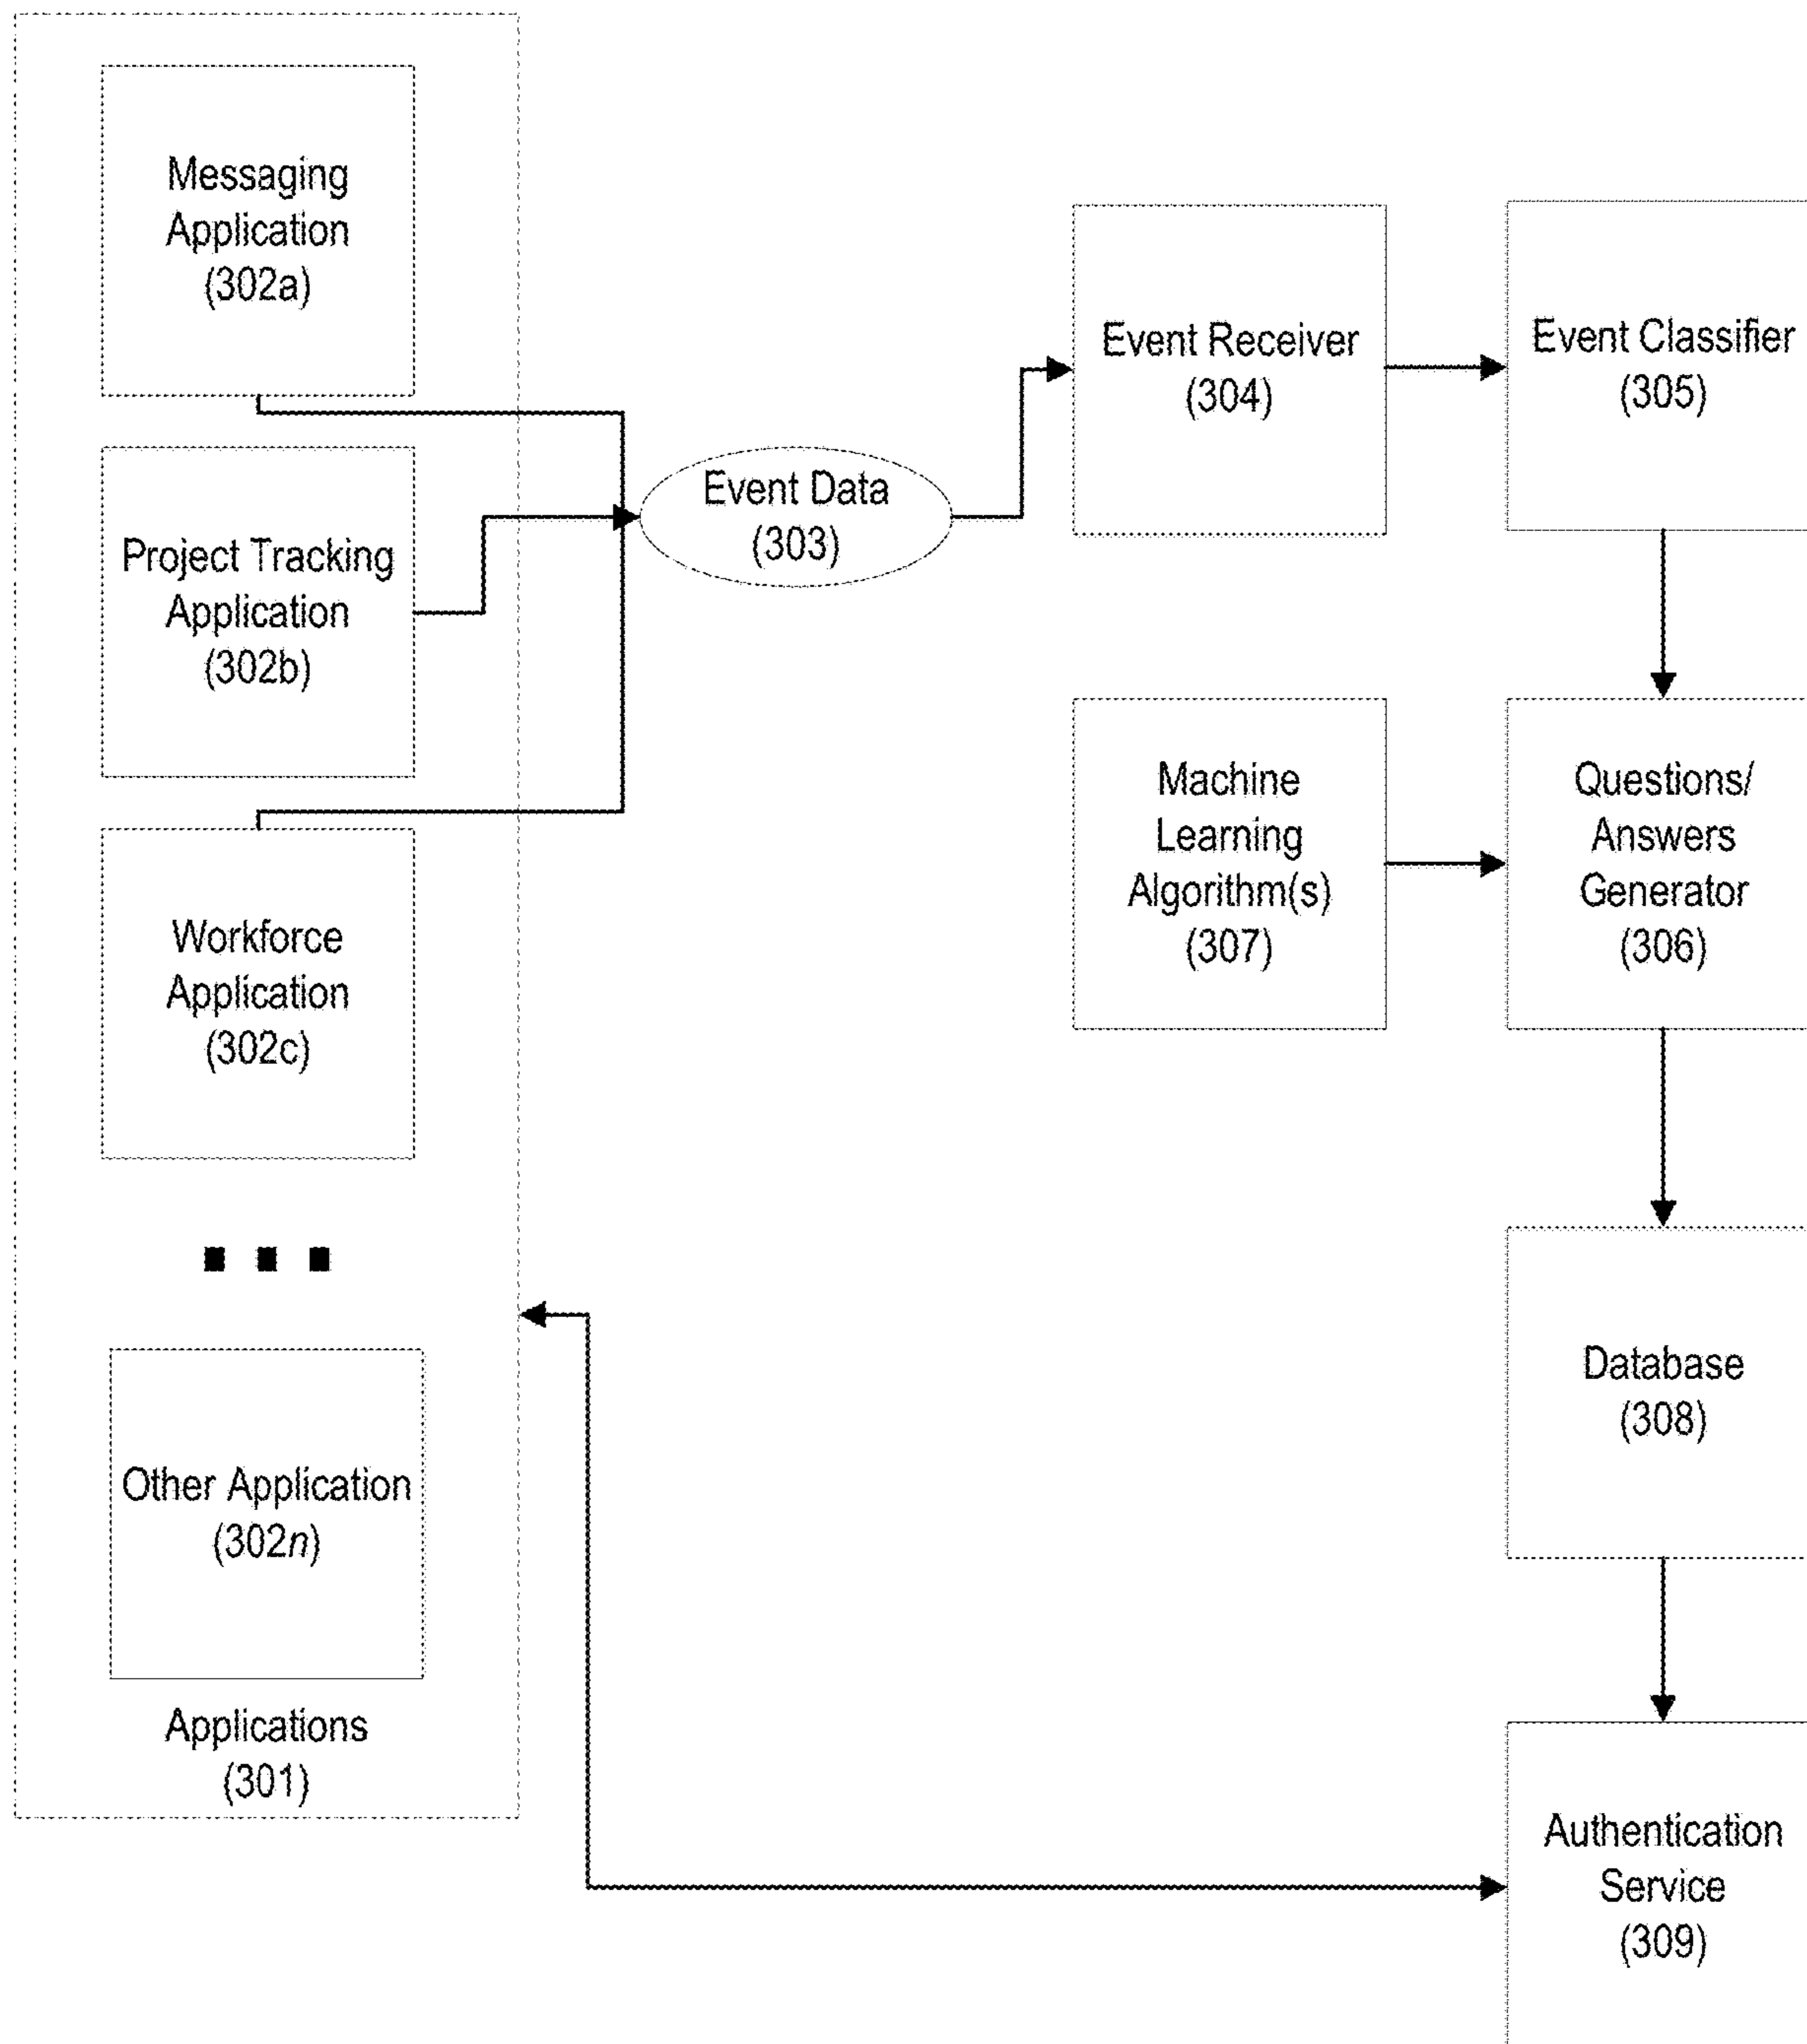 Messaging
Application
(302a)
Project Tracking
Application
(302b)
Workforce
Application
(302c)
Other Application
(302n)
Applications
(301)
Event Data
(303)
Event Receiver
(304)
Event Classifier
(305)
Machine
Learning
Algorithm(s)
(307)
Questions/
Answers
Generator
(306)
Database
(308)
Authentication
Service
(309)